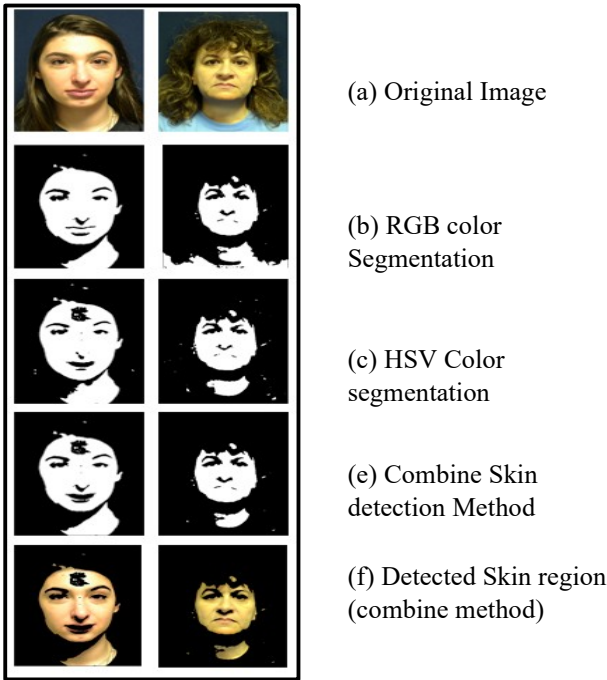 (a) Original Image
(b) RGB color
Segmentation
(c) HSV Color
segmentation
(e) Combine Skin
detection Method
(f) Detected Skin region
(combine method)